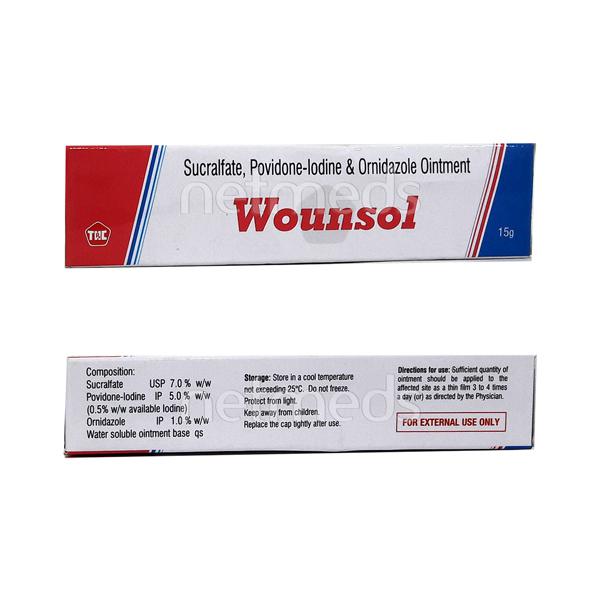 Sucralfate, Povidone-Iodine & Ornidazole Ointment
netmeds
Wounsol
TWC
15g
Composition:
Sucralfate USP 7.0% w/w
Povidone-Iodine IP 5.0% w/w
(0.5% w/w available Iodine)
Ornidazole IP 1.0% w/w
Water soluble ointment base qs
Storage: Store in a cool temperature
not exceeding 25°C. Do not freeze.
Protect from light.
Keep away from children.
Replace the cap tightly after use.
netmeds
Directions for use: Sufficient quantity of
ointment should be applied to the
affected site as a thin film 3 to 4 times
a day (or) as directed by the Physician.
FOR EXTERNAL USE ONLY